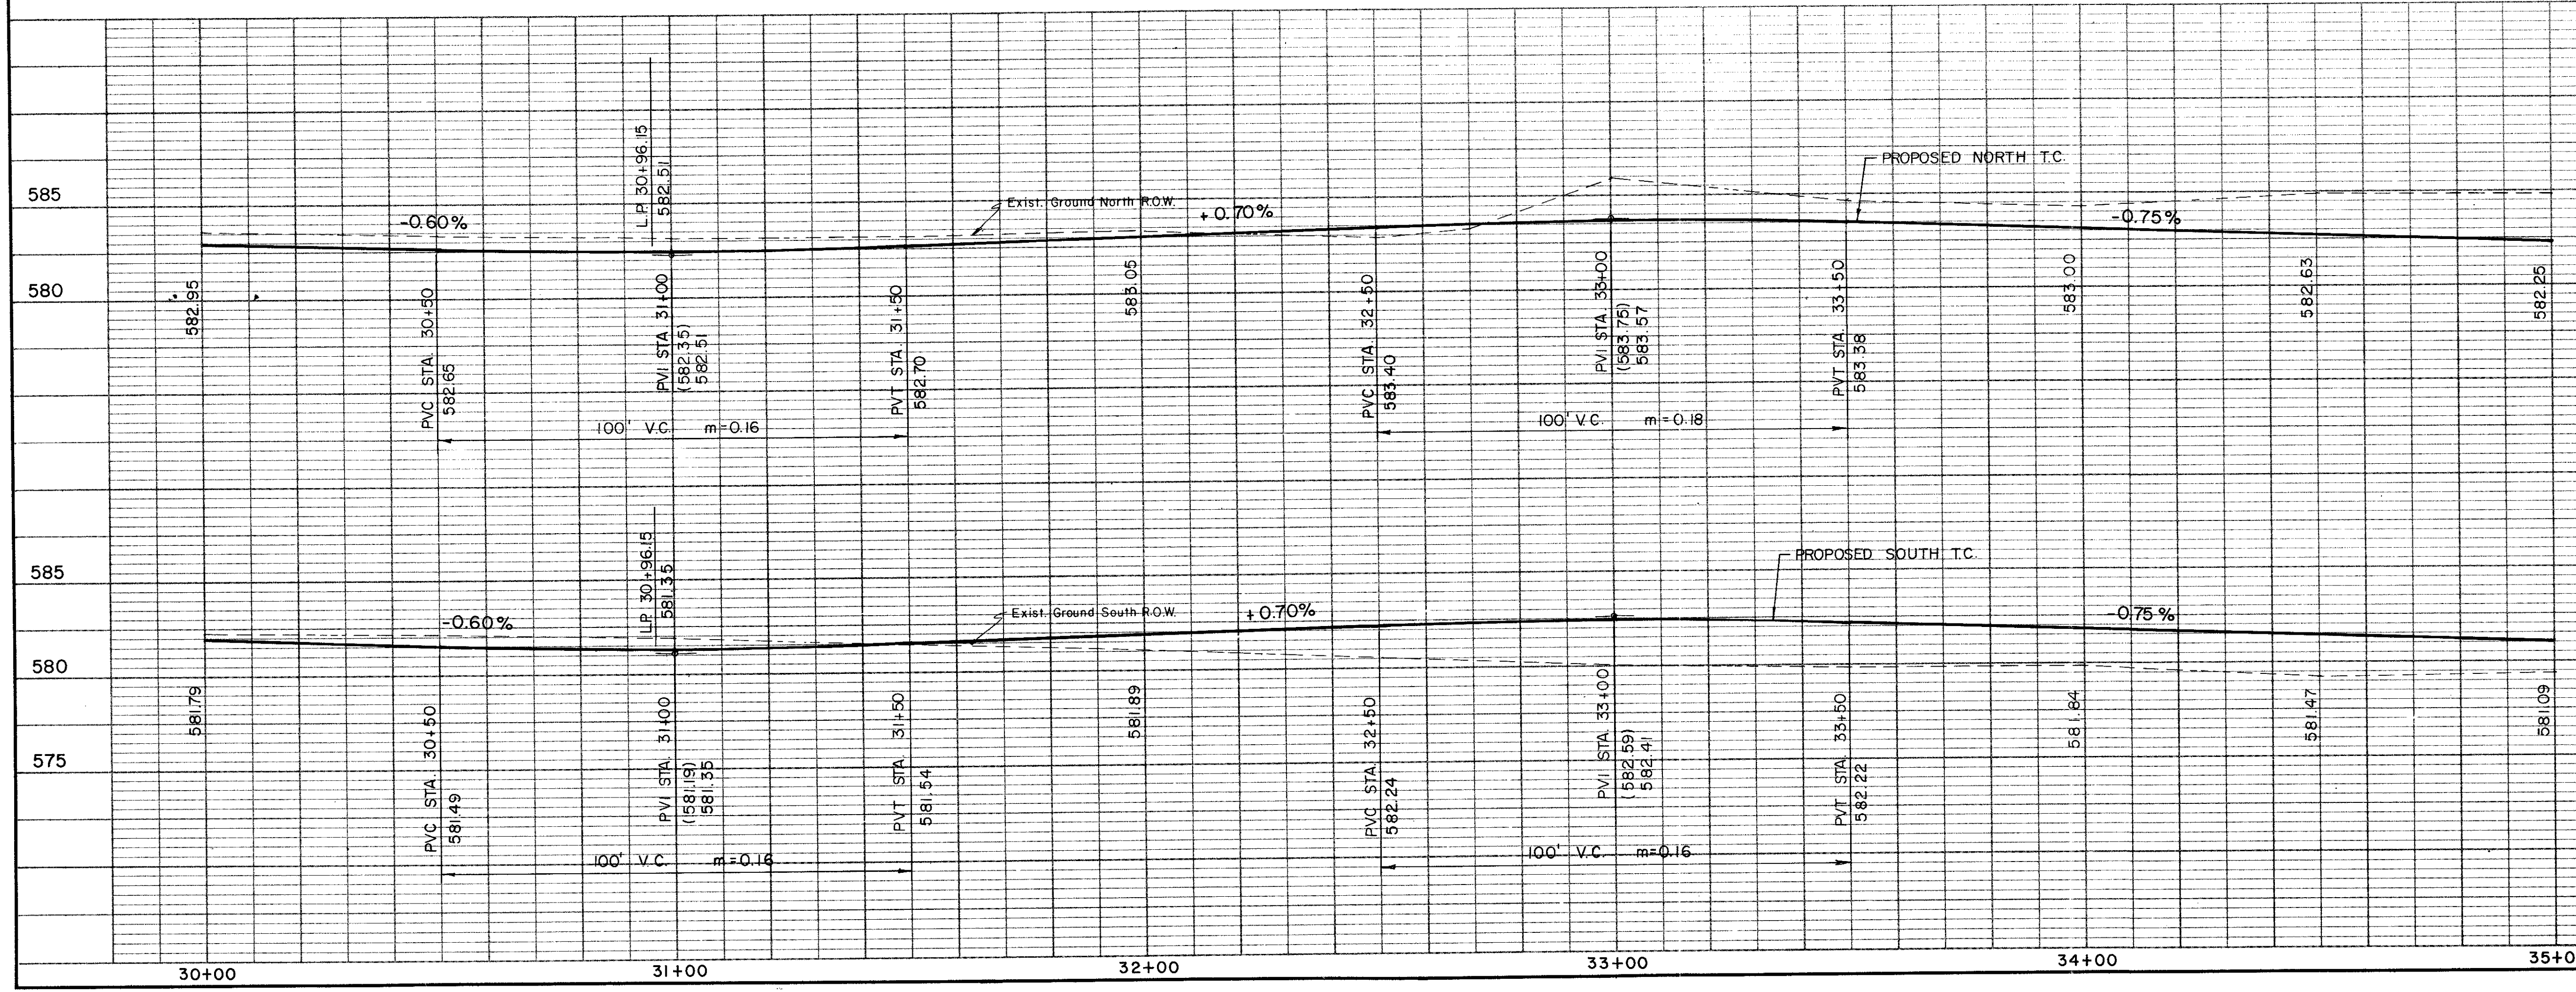 L.P. 30+96.15
582.51
PROPOSED NORTH T.C.
585
Exist. Ground North R.O.W.
-0.60%
+0.70%
-0.75%
580
582.95
PVC STA. 30+50
582.65
PVI STA. 31+00
(582.35)
582.51
PVT STA. 31+50
582.70
583.05
PVC STA. 32+50
583.40
PVI STA. 33+00
(583.75)
583.57
PVT STA. 33+50
583.38
583.00
582.63
582.25
100' V.C. m=0.16
100' V.C. m=0.18
L.P. 30+96.15
581.35
PROPOSED SOUTH T.C.
585
Exist. Ground South R.O.W.
-0.60%
+0.70%
-0.75%
580
581.79
PVC STA. 30+50
581.49
PVI STA. 31+00
(581.19)
581.35
PVT STA. 31+50
581.54
581.89
PVC STA. 32+50
582.24
PVI STA. 33+00
(582.59)
582.41
PVT STA. 33+50
582.22
581.84
581.47
581.09
575
100' V.C. m=0.16
100' V.C. m=0.16
30+00
31+00
32+00
33+00
34+00
35+0